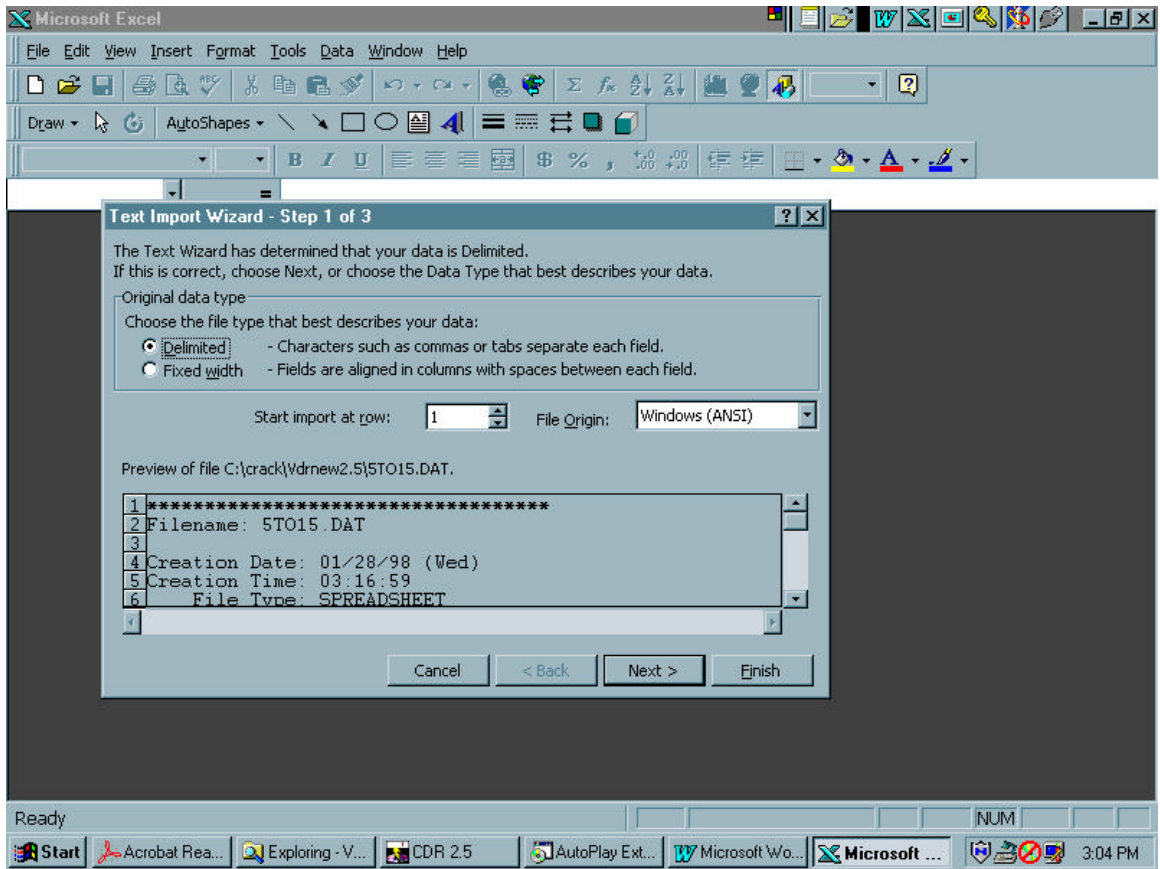 Microsoft Excel
File Edit View Insert Format Tools Data Window Help
Draw AutoShapes
B I U $ % ,
=
Text Import Wizard - Step 1 of 3
The Text Wizard has determined that your data is Delimited.
If this is correct, choose Next, or choose the Data Type that best describes your data.
Original data type
Choose the file type that best describes your data:
Delimited - Characters such as commas or tabs separate each field.
Fixed width - Fields are aligned in columns with spaces between each field.
Start import at row: 1 File Origin: Windows (ANSI)
Preview of file C:\crack\Vdrnew2.5\5TO15.DAT.
1 ***********************************
2 Filename: 5TO15.DAT
3
4 Creation Date: 01/28/98 (Wed)
5 Creation Time: 03:16:59
6 File Type: SPREADSHEET
Cancel < Back Next > Finish
Ready NUM
Start Acrobat Rea... Exploring - V... CDR 2.5 AutoPlay Ext... Microsoft Wo... Microsoft ... 3:04 PM